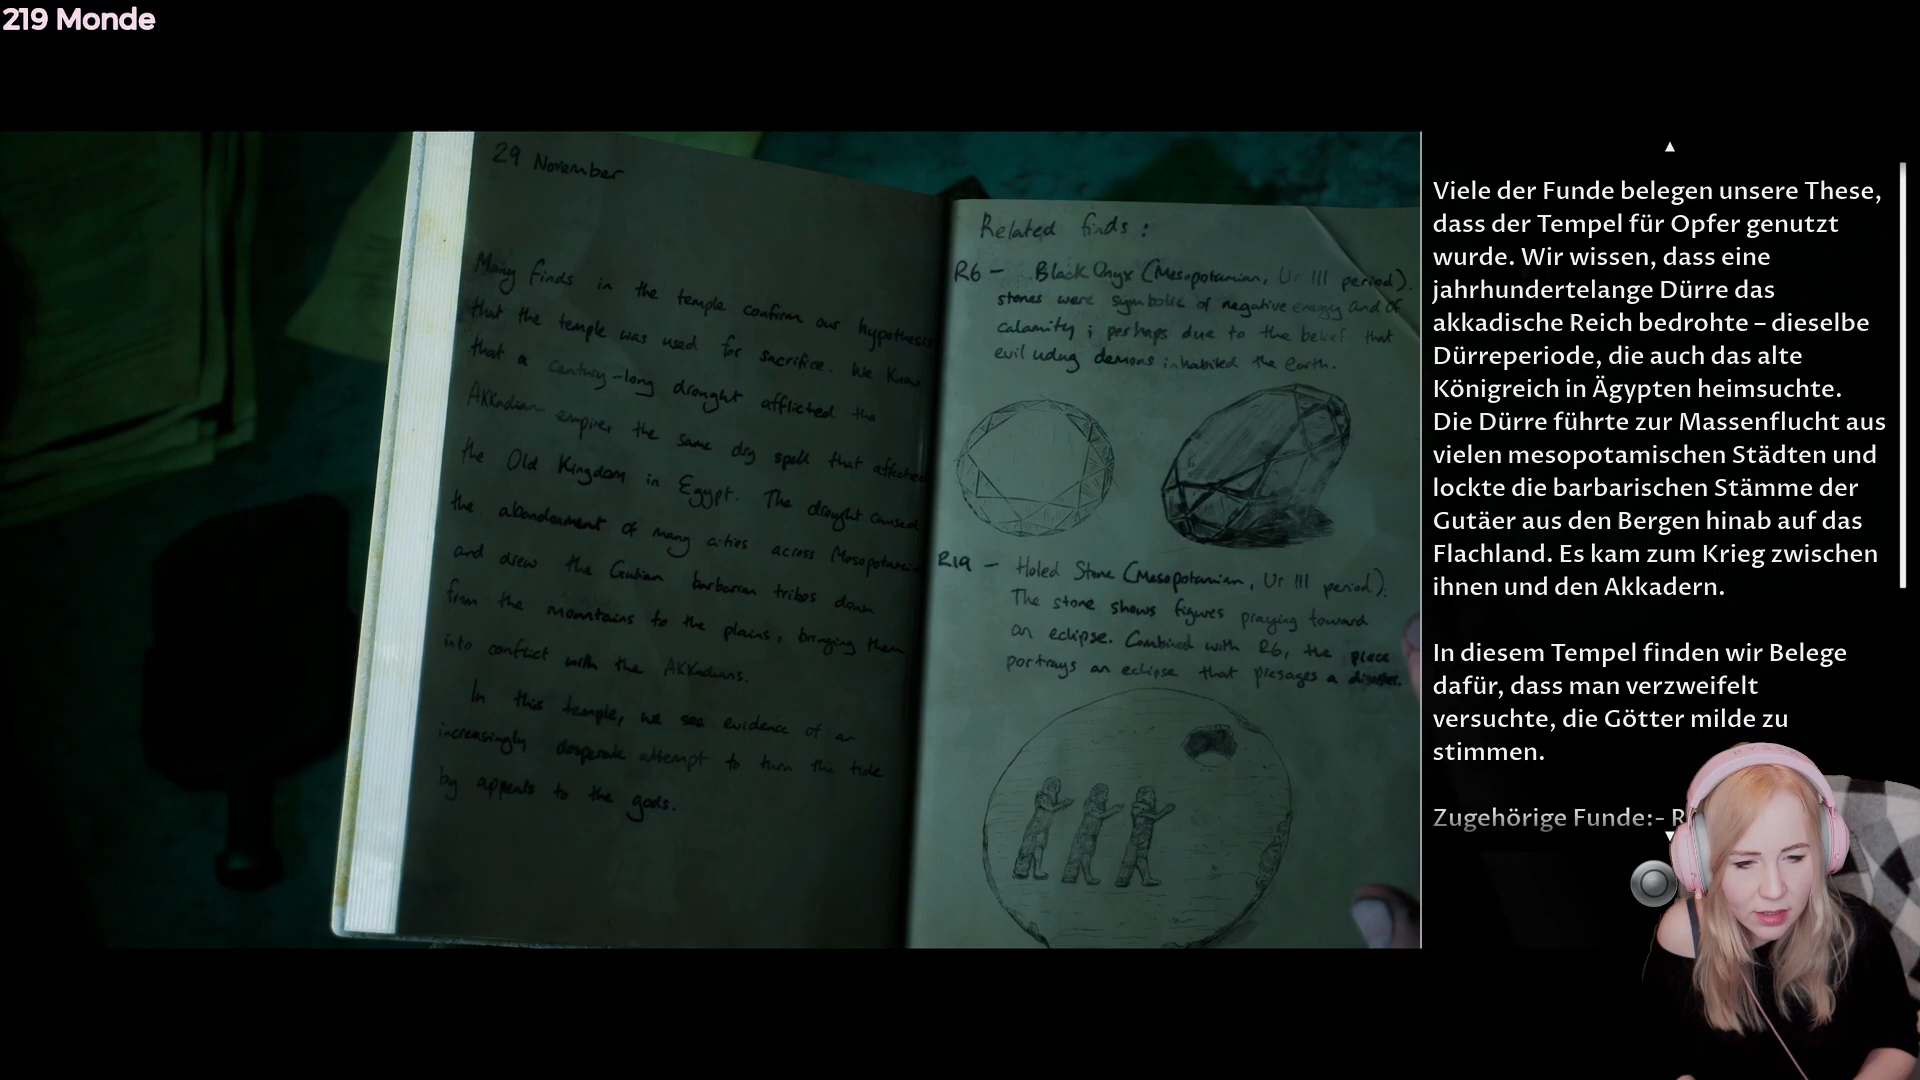 219 Monde
29 November
Many finds in the temple confirm our hypothesis
that the temple was used for sacrifice. We know
that a century-long drought afflicted the
Akkadian empire, the same dry spell that affected
the Old Kingdom in Egypt. The drought caused
the abandonment of many cities across Mesopotamia
and drew the Gutian barbarian tribes down
from the mountains to the plains, bringing them
into conflict with the Akkadians.
In this temple, we see evidence of an
increasingly desperate attempt to turn the tide
by appeals to the gods.
Related finds:
R6 - Black Onyx (Mesopotamian, Ur III period).
stones were symbolic of negative energy and of
calamity; perhaps due to the belief that
evil udug demons inhabited the earth.
R19 - Holed Stone (Mesopotamian, Ur III period).
The stone shows figures praying toward
an eclipse. Combined with R6, the piece
portrays an eclipse that presages a disaster.
Viele der Funde belegen unsere These,
dass der Tempel für Opfer genutzt
wurde. Wir wissen, dass eine
jahrhundertelange Dürre das
akkadische Reich bedrohte – dieselbe
Dürreperiode, die auch das alte
Königreich in Ägypten heimsuchte.
Die Dürre führte zur Massenflucht aus
vielen mesopotamischen Städten und
lockte die barbarischen Stämme der
Gutäer aus den Bergen hinab auf das
Flachland. Es kam zum Krieg zwischen
ihnen und den Akkadern.
In diesem Tempel finden wir Belege
dafür, dass man verzweifelt
versuchte, die Götter milde zu
stimmen.
Zugehörige Funde:- R